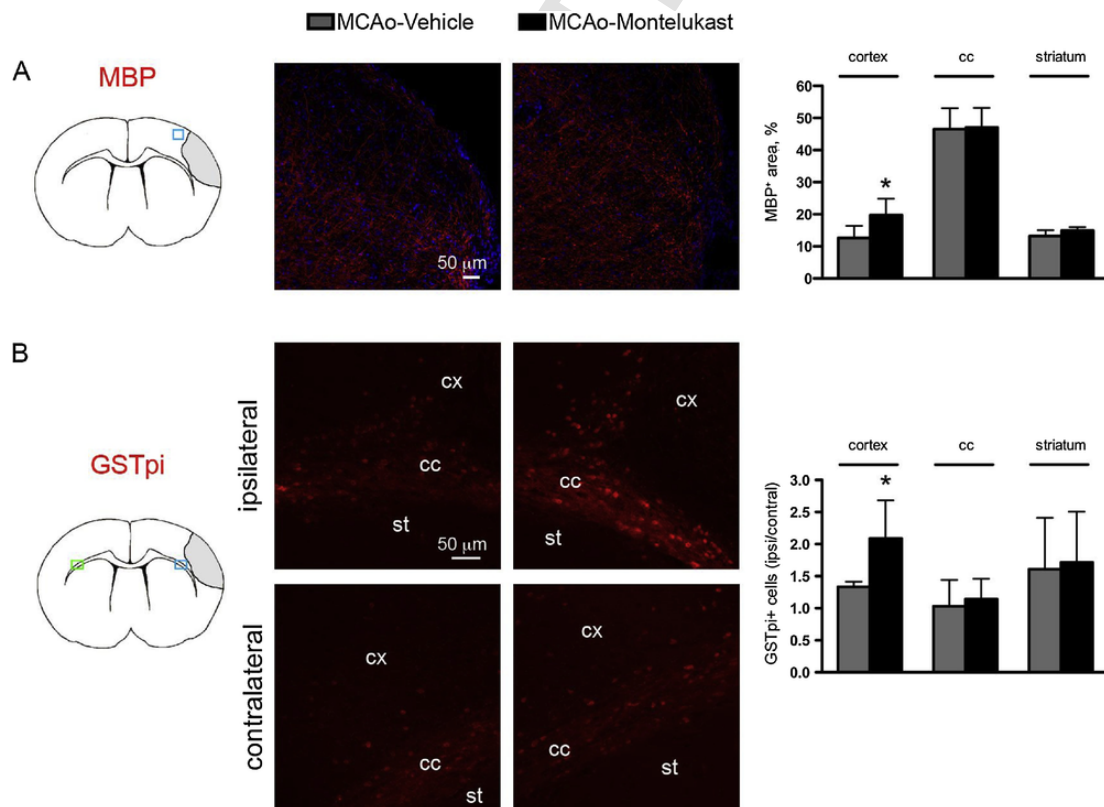 MCAo-Vehicle MCAo-Montelukast
A
MBP
50 μm
cortex cc striatum
MBP⁺ area, %
60
50
40
30
20
10
0
*
B
GSTpi
ipsilateral
cx
cc
st
50 μm
cx
cc
st
contralateral
cx
cc
st
cx
cc
st
cortex cc striatum
GSTpi+ cells (ipsi/contral)
3.0
2.5
2.0
1.5
1.0
0.5
0.0
*